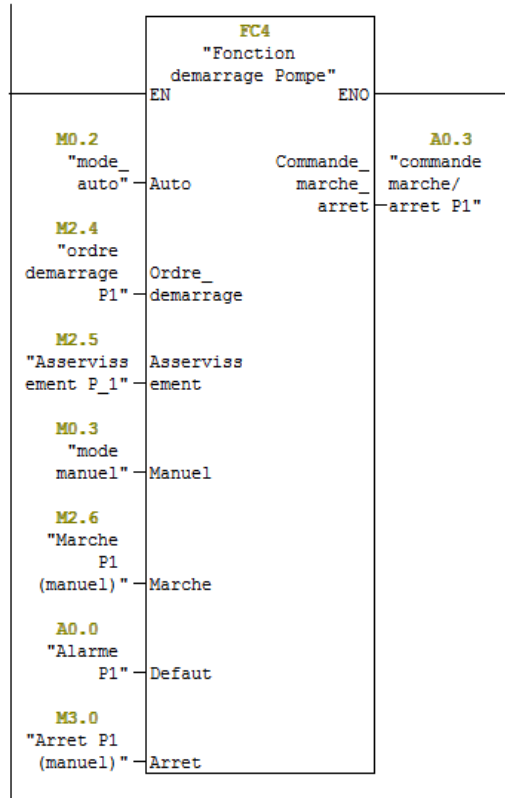 FC4
"Fonction
demarrage Pompe"
EN ENO
M0.2
"mode_
auto" Auto
A0.3
Commande_ "commande
marche_ marche/
arret arret P1"
M2.4
"ordre
demarrage Ordre_
P1" demarrage
M2.5
"Asserviss Asserviss
ement P_1" ement
M0.3
"mode
manuel" Manuel
M2.6
"Marche
P1
(manuel)" Marche
A0.0
"Alarme
P1" Defaut
M3.0
"Arret P1
(manuel)" Arret